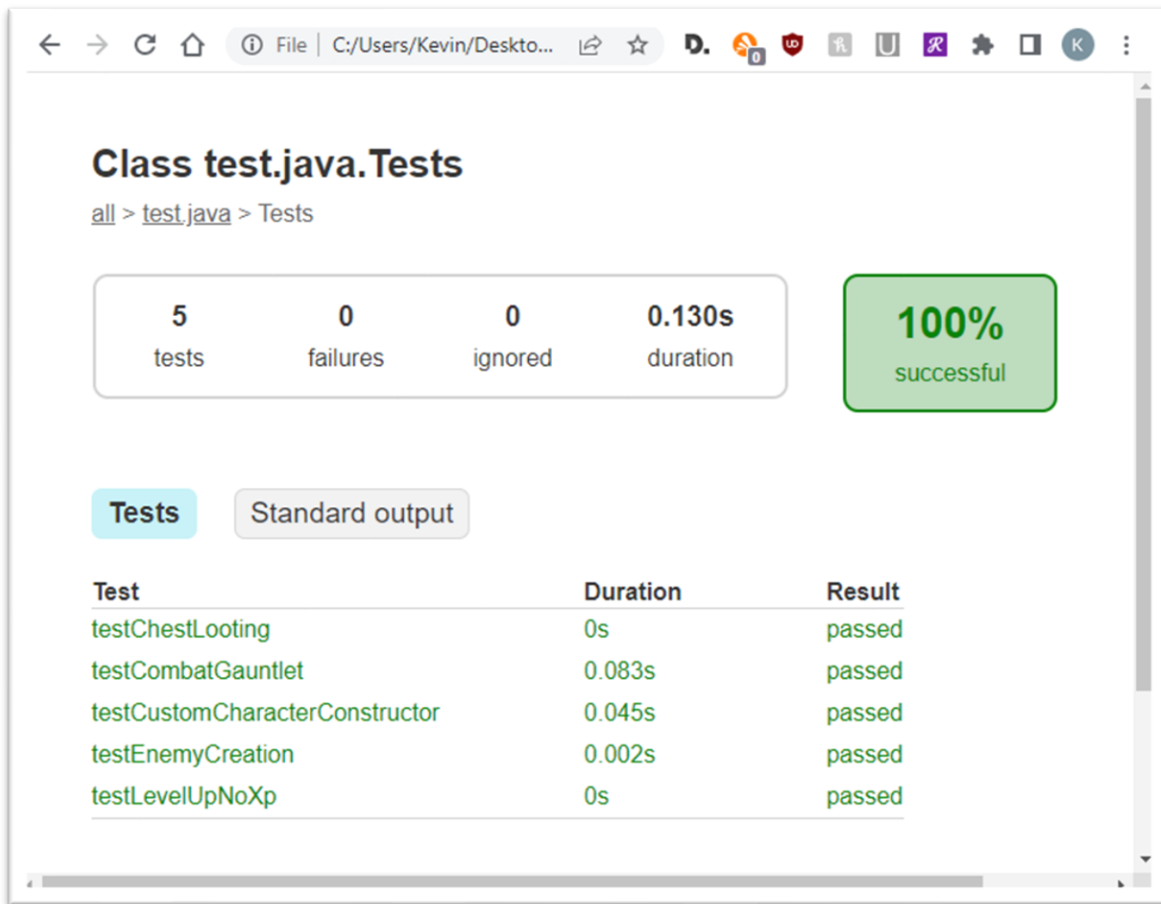 File | C:/Users/Kevin/Deskto...
D.
0
K
Class test.java.Tests
all > test.java > Tests
5 0 0 0.130s
tests failures ignored duration
100%
successful
Tests Standard output
Test Duration Result
testChestLooting 0s passed
testCombatGauntlet 0.083s passed
testCustomCharacterConstructor 0.045s passed
testEnemyCreation 0.002s passed
testLevelUpNoXp 0s passed